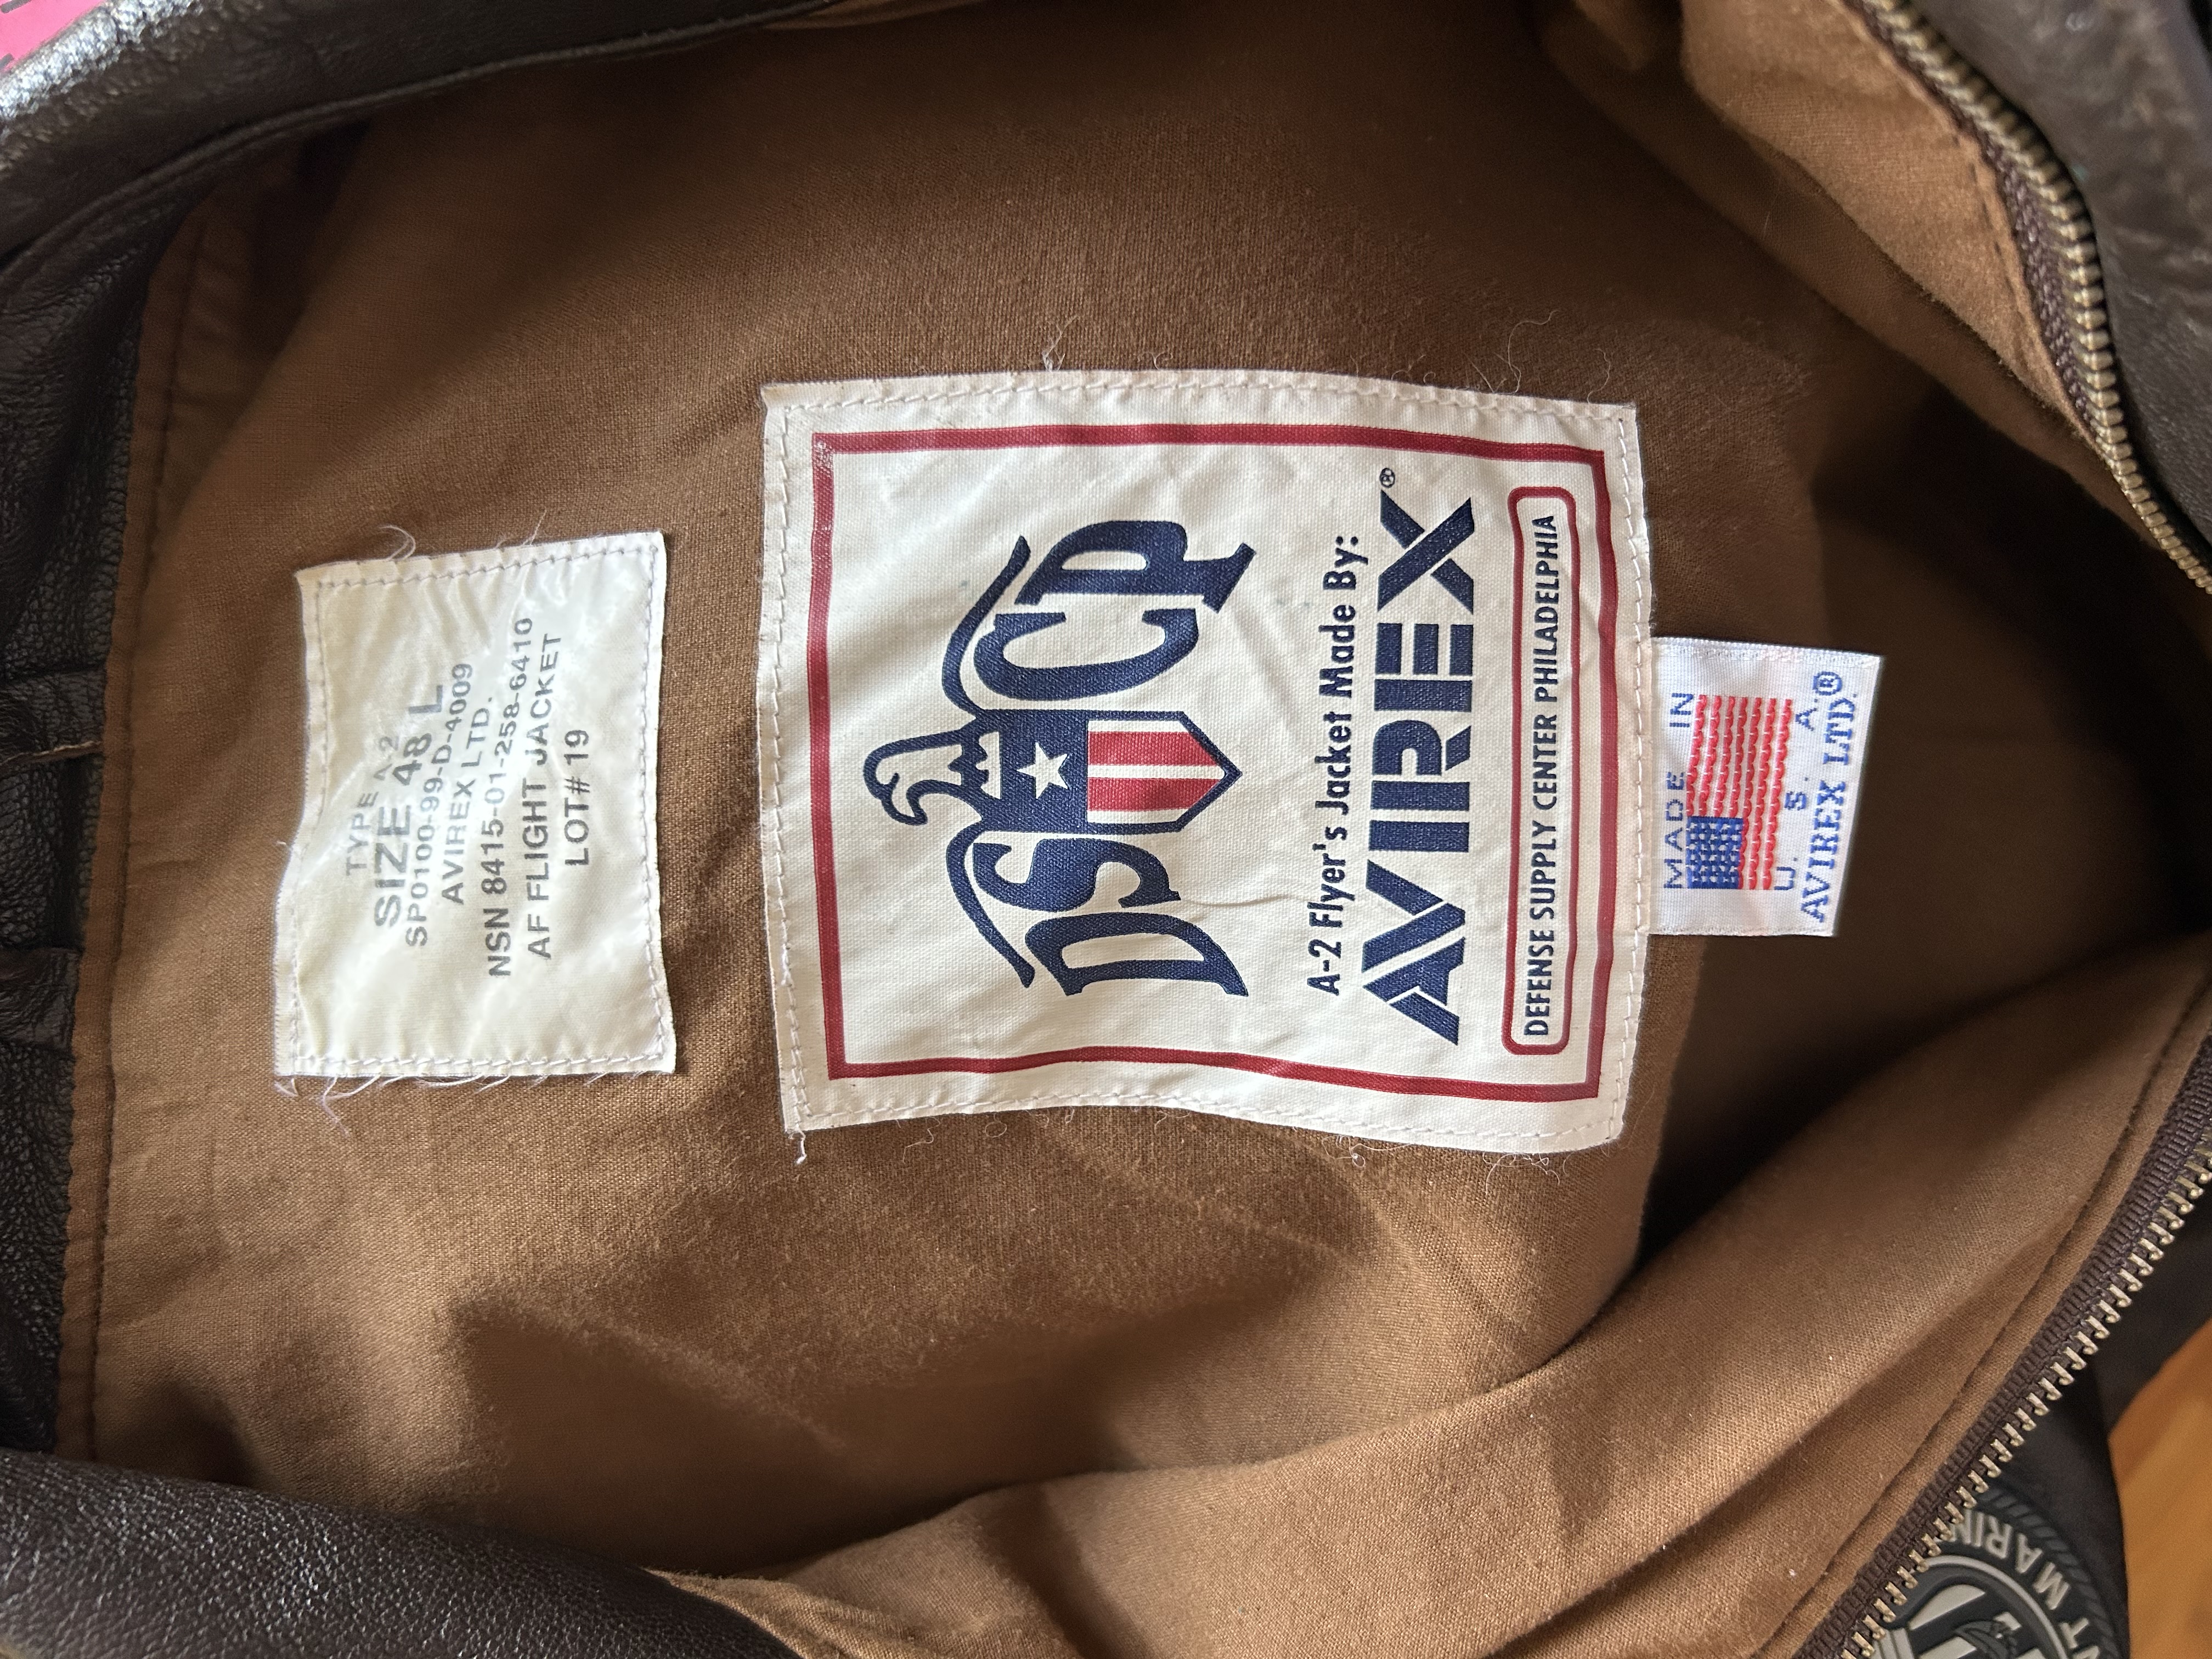 TYPE A-2
SIZE 48 L
SP0100-99-D-4009
AVIREX LTD.
NSN 8415-01-258-6410
AF FLIGHT JACKET
LOT# 19
DSCP
A-2 Flyer's Jacket Made By:
AVIREX®
DEFENSE SUPPLY CENTER PHILADELPHIA
MADE IN
U. S. A.
AVIREX LTD.®